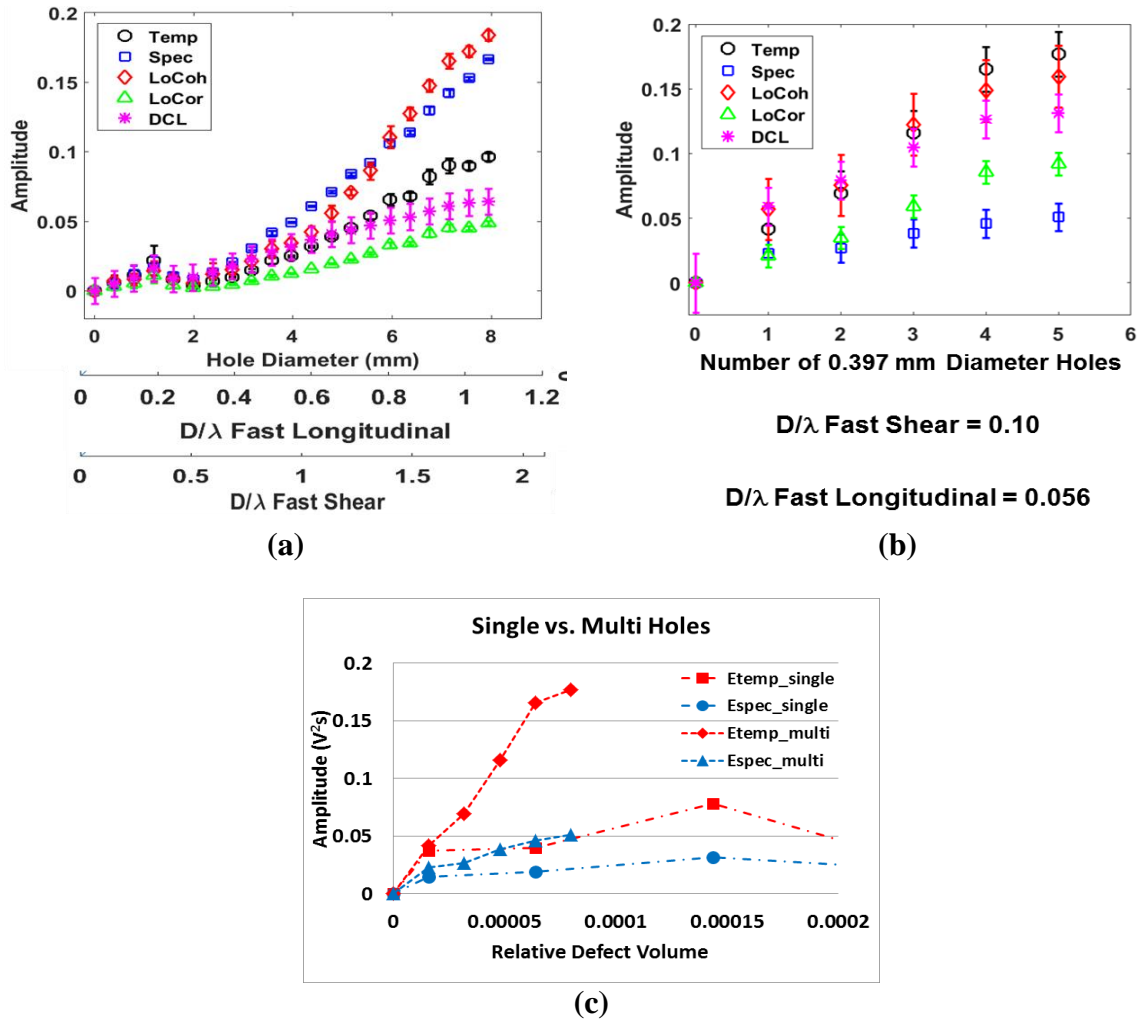 Temp
Spec
LoCoh
LoCor
DCL
0.2
0.15
0.1
0.05
0
Amplitude
0 2 4 6 8
Hole Diameter (mm)
0 0.2 0.4 0.6 0.8 1 1.2
D/λ Fast Longitudinal
0 0.5 1 1.5 2
D/λ Fast Shear
(a)
Temp
Spec
LoCoh
LoCor
DCL
0.2
0.15
0.1
0.05
0
Amplitude
0 1 2 3 4 5 6
Number of 0.397 mm Diameter Holes
D/λ Fast Shear = 0.10
D/λ Fast Longitudinal = 0.056
(b)
Single vs. Multi Holes
0.2
0.15
0.1
0.05
0
Amplitude (V²s)
Etemp_single
Espec_single
Etemp_multi
Espec_multi
0 0.00005 0.0001 0.00015 0.0002
Relative Defect Volume
(c)